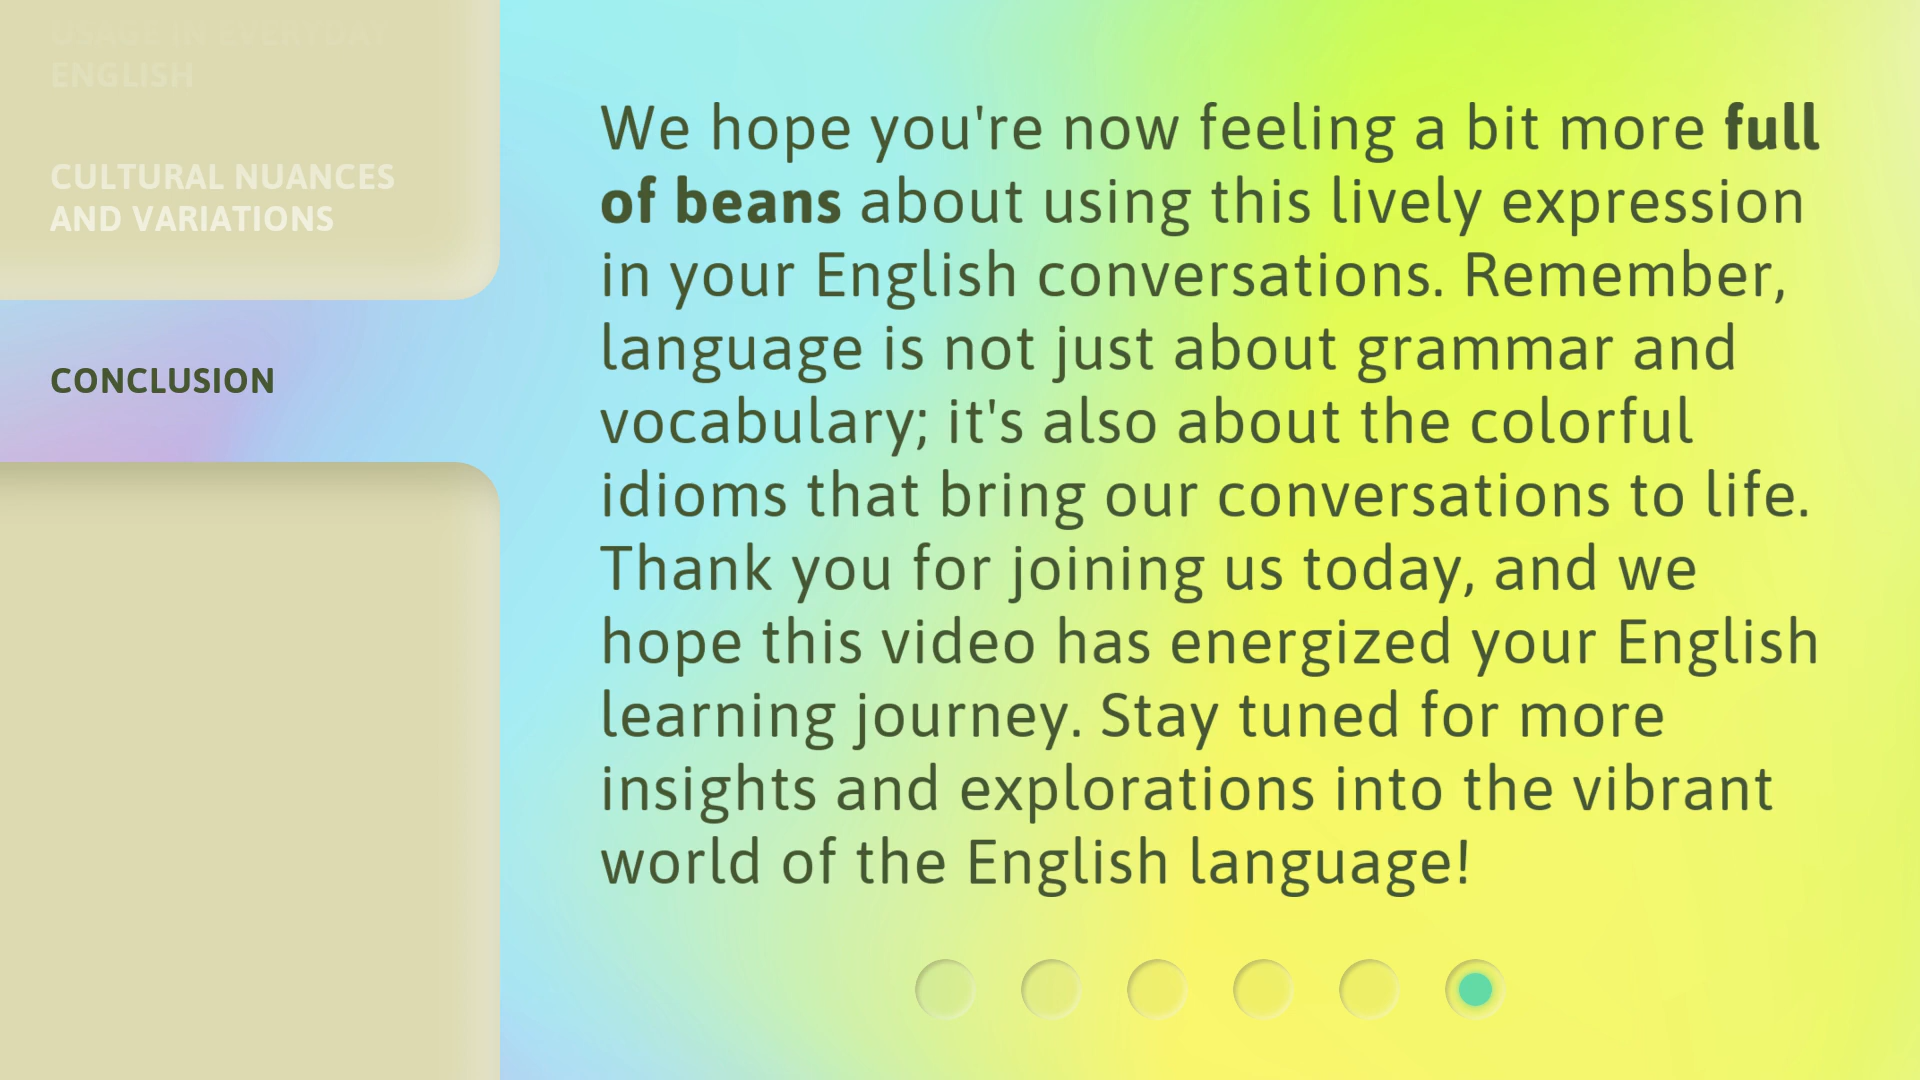 USAGE IN EVERYDAY
ENGLISH
CULTURAL NUANCES
AND VARIATIONS
CONCLUSION
We hope you're now feeling a bit more full
of beans about using this lively expression
in your English conversations. Remember,
language is not just about grammar and
vocabulary; it's also about the colorful
idioms that bring our conversations to life.
Thank you for joining us today, and we
hope this video has energized your English
learning journey. Stay tuned for more
insights and explorations into the vibrant
world of the English language!